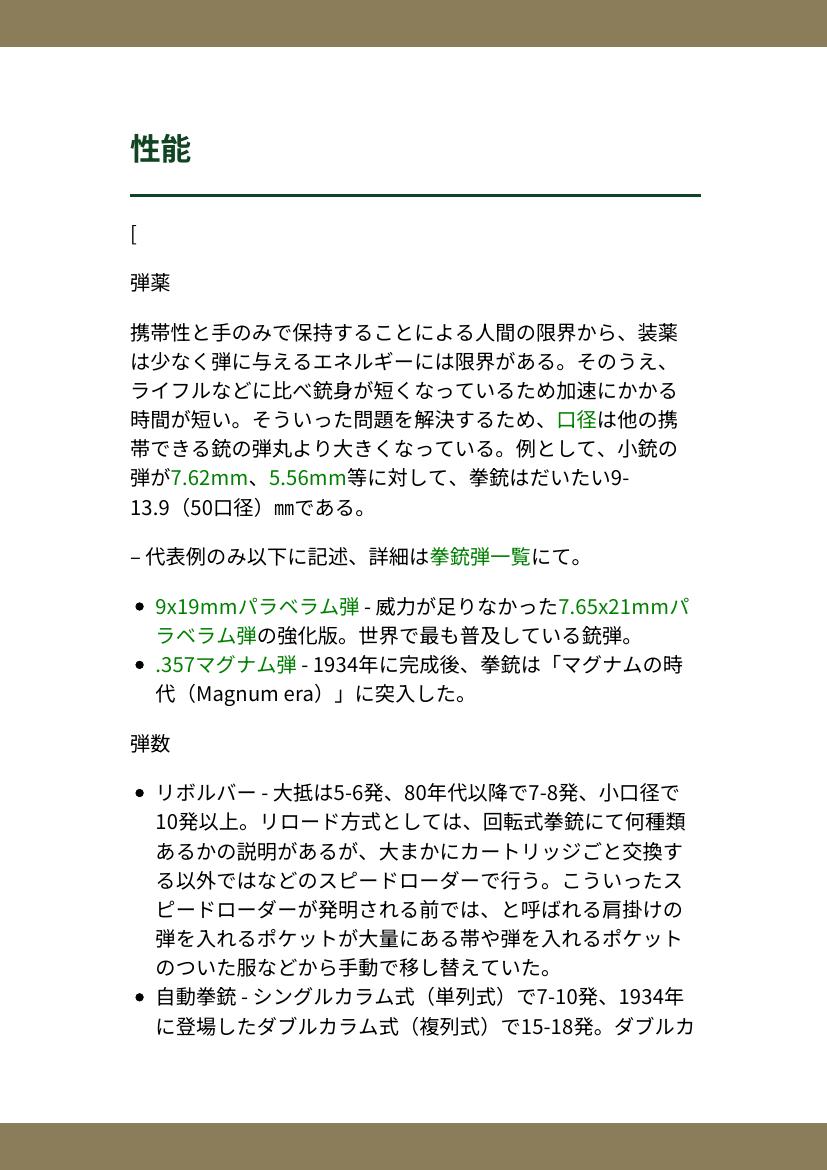 性能
[
弾薬
携帯性と手のみで保持することによる人間の限界から、装薬
は少なく弾に与えるエネルギーには限界がある。そのうえ、
ライフルなどに比べ銃身が短くなっているため加速にかかる
時間が短い。そういった問題を解決するため、口径は他の携
帯できる銃の弾丸より大きくなっている。例として、小銃の
弾が7.62mm、5.56mm等に対して、拳銃はだいたい9-
13.9（50口径）㎜である。
– 代表例のみ以下に記述、詳細は拳銃弾一覧にて。
• 9x19mmパラベラム弾 - 威力が足りなかった7.65x21mmパ
ラベラム弾の強化版。世界で最も普及している銃弾。
• .357マグナム弾 - 1934年に完成後、拳銃は「マグナムの時
代（Magnum era）」に突入した。
弾数
• リボルバー - 大抵は5-6発、80年代以降で7-8発、小口径で
10発以上。リロード方式としては、回転式拳銃にて何種類
あるかの説明があるが、大まかにカートリッジごと交換す
る以外ではなどのスピードローダーで行う。こういったス
ピードローダーが発明される前では、と呼ばれる肩掛けの
弾を入れるポケットが大量にある帯や弾を入れるポケット
のついた服などから手動で移し替えていた。
• 自動拳銃 - シングルカラム式（単列式）で7-10発、1934年
に登場したダブルカラム式（複列式）で15-18発。ダブルカ